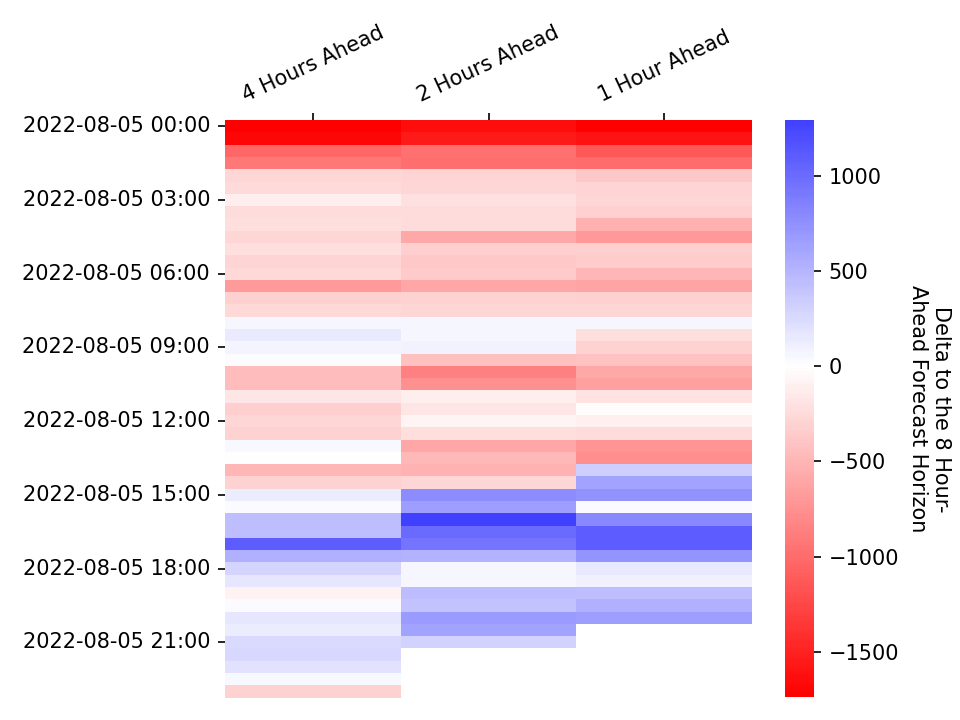 4 Hours Ahead
2 Hours Ahead
1 Hour Ahead
2022-08-05 00:00
2022-08-05 03:00
2022-08-05 06:00
2022-08-05 09:00
2022-08-05 12:00
2022-08-05 15:00
2022-08-05 18:00
2022-08-05 21:00
1000
500
0
−500
−1000
−1500
Delta to the 8 Hour-
Ahead Forecast Horizon